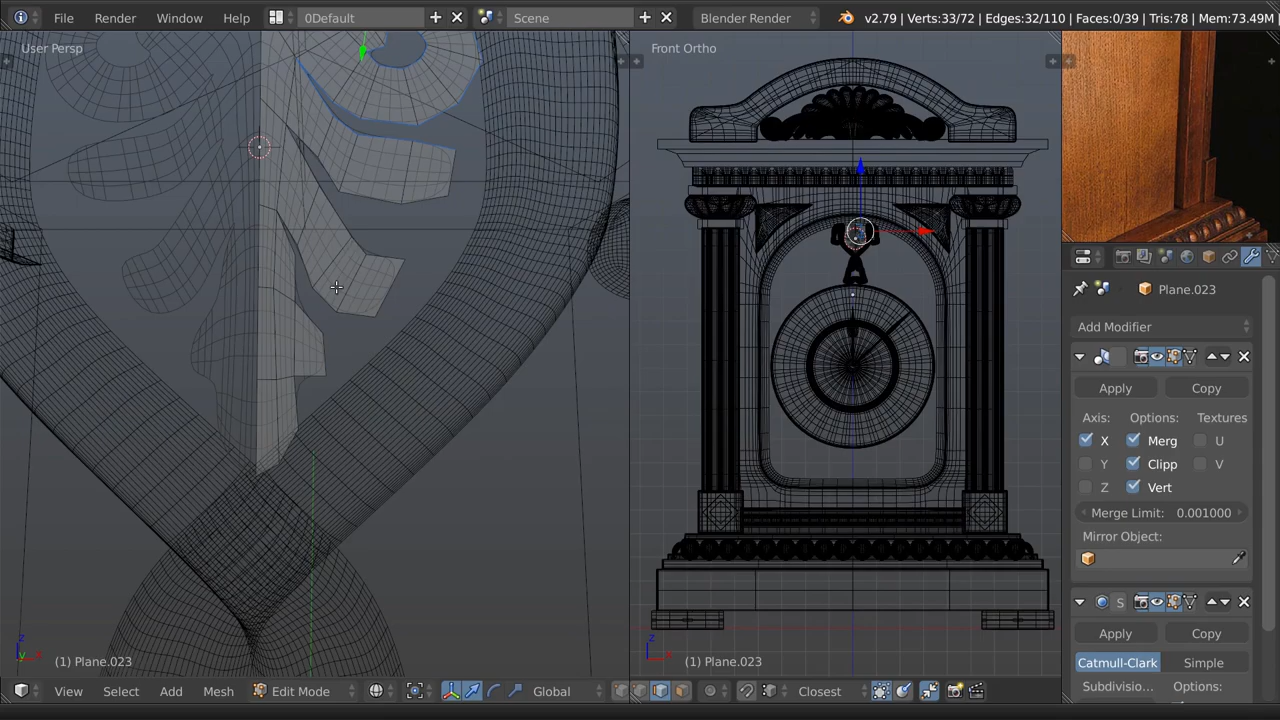 File Render Window Help 0Default Scene Blender Render v2.79 | Verts:33/72 | Edges:32/110 | Faces:0/39 | Tris:78 | Mem:73.49M
User Persp
Front Ortho
Plane.023
Add Modifier
Apply Copy
Axis: Options: Textures
X Merg U
Y Clipp V
Z Vert
Merge Limit: 0.001000
Mirror Object:
S
Apply Copy
Catmull-Clark Simple
Subdivisio... Options:
z x y
(1) Plane.023
z x
(1) Plane.023
View Select Add Mesh Edit Mode Global Closest